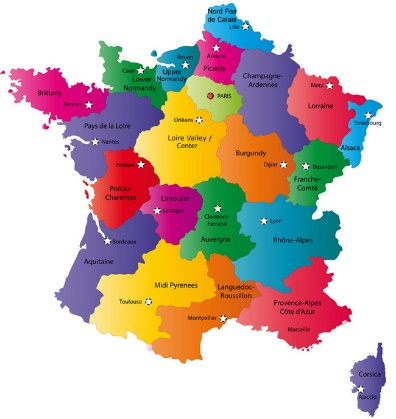 Nord Pas
de Calais
Lille
Rouen
Amiens
Picardy
Caen
Lower
Normandy
Upper
Normandy
Champagne-
Ardennes
Metz
Lorraine
Brittany
Rennes
PARIS
Strasbourg
Alsace
Orléans
Pays de la Loire
Nantes
Loire Valley /
Center
Burgundy
Dijon
Besançon
Franche-
Comté
Poitiers
Poitou-
Charentes
Limousin
Limoges
Clermont-
Ferrand
Auvergne
Lyon
Rhône-Alpes
Bordeaux
Aquitaine
Midi Pyrenees
Toulouse
Languedoc-
Roussillon
Montpellier
Provence-Alpes
Côte d'Azur
Marseille
Corsica
Ajaccio